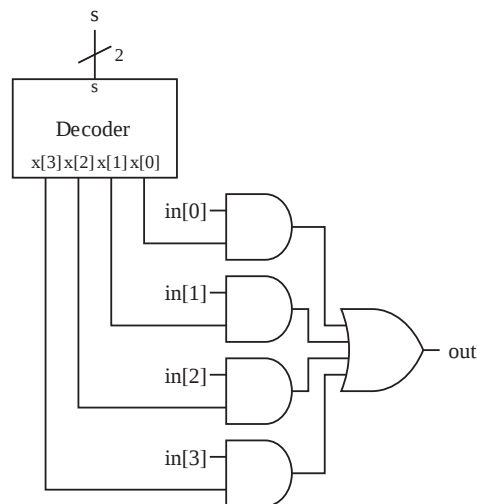 s
2
s
Decoder
x[3] x[2] x[1] x[0]
in[0]
in[1]
out
in[2]
in[3]